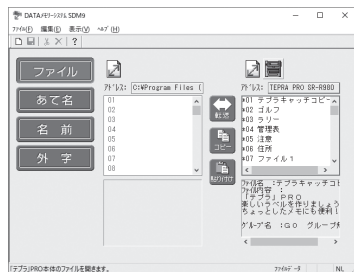 DATAﾒﾓﾘｰｼｽﾃﾑ SDM9
ﾌｧｲﾙ(F) 編集(E) 表示(V) ﾍﾙﾌﾟ(H)
ファイル
あて名
名 前
外 字
ｱﾄﾞﾚｽ: C:¥Program Files (
01
02
03
04
05
06
07
08
転送
コピー
貼り付け
ｱﾄﾞﾚｽ: TEPRA PRO SR-R980
*01 テプラキャッチコピー
*02 ゴルフ
*03 ラリー
*04 管理表
*05 注意
*06 住所
*07 ファイル1
ﾌｧｲﾙ名 :テプラキャッチコピ
ﾌｧｲﾙ内容 :
「テプラ」PRO
楽しいラベルを作りましょう
ちょっとしたメモにも便利!
ｸﾞﾙｰﾌﾟ名 :G0
「テプラ」PRO本体のファイルを開きます。
ﾌｧｲﾙﾃﾞｰﾀ